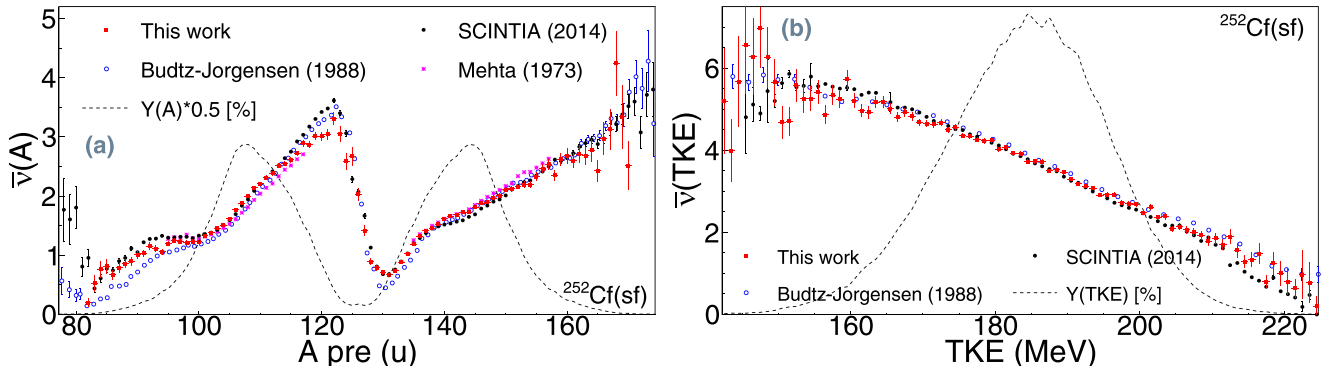 5
4
3
2
1
0
ν̅(A)
This work
SCINTIA (2014)
Budtz-Jorgensen (1988)
Mehta (1973)
Y(A)*0.5 [%]
(a)
²⁵²Cf(sf)
80 100 120 140 160
A pre (u)
6
4
2
0
ν̅(TKE)
(b)
²⁵²Cf(sf)
This work
SCINTIA (2014)
Budtz-Jorgensen (1988)
Y(TKE) [%]
160 180 200 220
TKE (MeV)